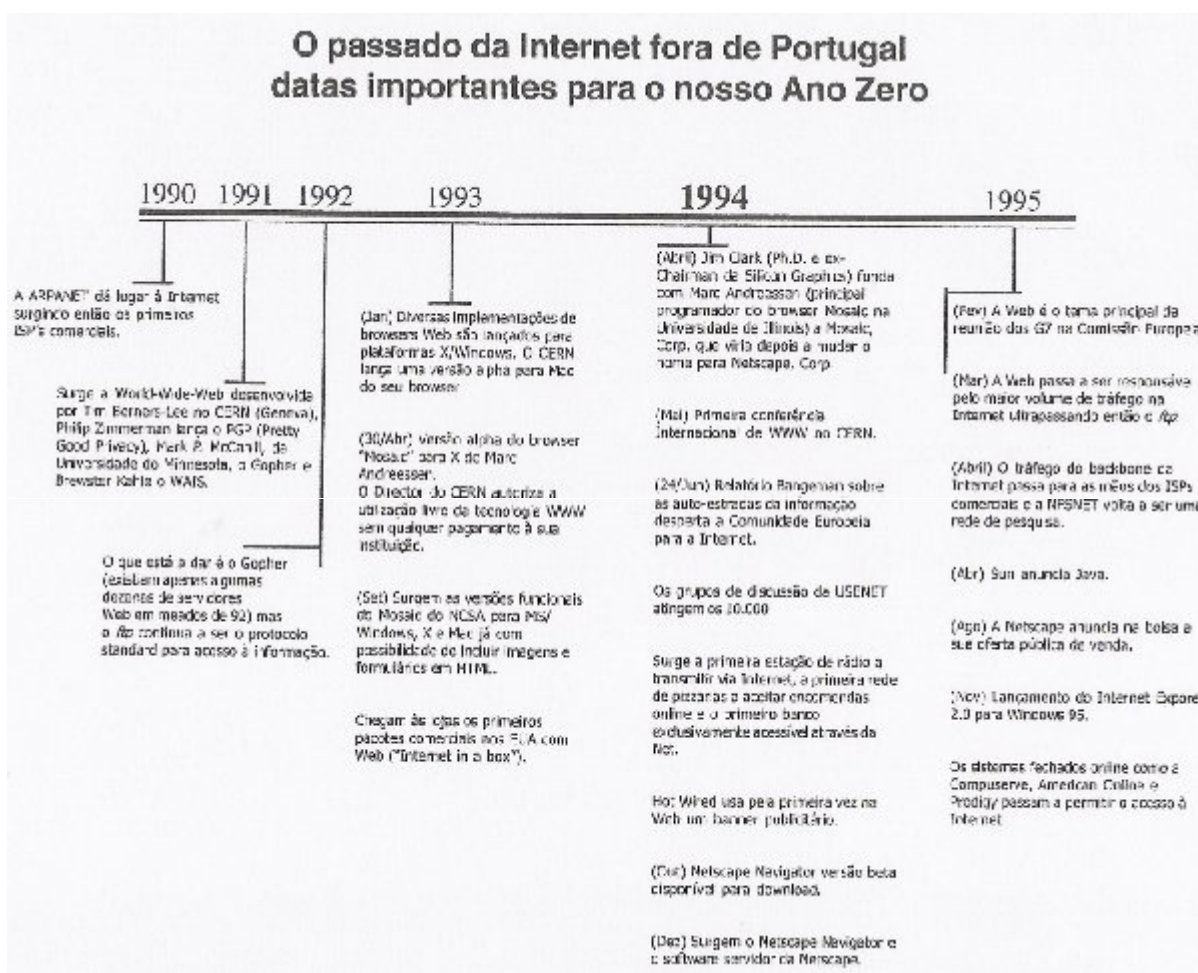 O passado da Internet fora de Portugal
datas importantes para o nosso Ano Zero
1990
1991
1992
1993
1994
1995
A ARPANET dá lugar à Internet
surgindo então os primeiros
ISP's comerciais.
Surge a World-Wide-Web desenvolvida
por Tim Berners-Lee no CERN (Geneva),
Philip Zimmerman lança o PGP (Pretty
Good Privacy), Mark P. McCahill, da
Universidade do Minnesota, o Gopher e
Brewster Kahle o WAIS.
O que está a dar é o Gopher
(existem apenas algumas
dezenas de servidores
Web em meados de 92) mas
o ftp continua a ser o protocolo
standard para acesso à informação.
(Jan) Diversas implementações de
browsers Web são lançados para
plataformas X/Windows. O CERN
lança uma versão alpha para Mac
do seu browser
(30/Abr) Versão alpha do browser
"Mosaic" para X de Marc
Andreessen.
O Director do CERN autoriza a
utilização livre da tecnologia WWW
sem qualquer pagamento à sua
instituição.
(Set) Surgem as versões funcionais
do Mosaic do NCSA para MS/
Windows, X e Mac já com
possibilidade de incluir imagens e
formulários em HTML.
Chegam às lojas os primeiros
pacotes comerciais nos EUA com
Web ("Internet in a box").
(Abril) Jim Clark (Ph.D. e ex-
Chairman da Silicon Graphics) funda
com Marc Andreessen (principal
programador do browser Mosaic na
Universidade de Illinois) a Mosaic,
Corp, que viria depois a mudar o
nome para Netscape, Corp.
(Mai) Primeira conferência
Internacional de WWW no CERN.
(24/Jun) Relatório Bangeman sobre
as auto-estradas da informação
desperta a Comunidade Europeia
para a Internet.
Os grupos de discussão da USENET
atingem os 10.000
Surge a primeira estação de rádio a
transmitir via Internet, a primeira rede
de pizzarias a aceitar encomendas
online e o primeiro banco
exclusivamente acessível através da
Net.
Hot Wired usa pela primeira vez na
Web um banner publicitário.
(Out) Netscape Navigator versão beta
disponível para download.
(Dez) Surgem o Netscape Navigator e
o software servidor da Netscape.
(Fev) A Web é o tema principal da
reunião dos G7 na Comissão Europeia
(Mar) A Web passa a ser responsáve
pelo maior volume de tráfego na
Internet ultrapassando então o ftp
(Abril) O tráfego do backbone da
Internet passa para as mãos dos ISPs
comerciais e a NFSNET volta a ser uma
rede de pesquisa.
(Abr) Sun anuncia Java.
(Ago) A Netscape anuncia na bolsa a
sua oferta pública de venda.
(Nov) Lançamento do Internet Expore
2.0 para Windows 95.
Os sistemas fechados online como a
Compuserve, American Online e
Prodigy passam a permitir o acesso à
Internet